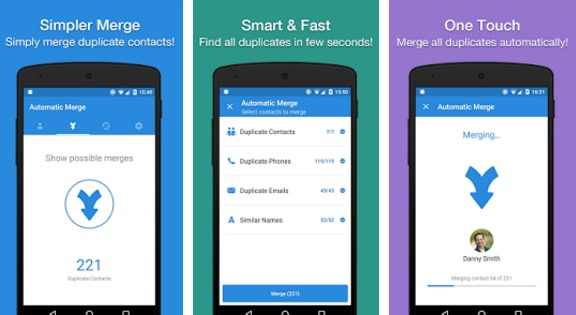 Simpler Merge
Simply merge duplicate contacts!
15:49
Automatic Merge
Show possible merges
221
Duplicate Contacts
Smart & Fast
Find all duplicates in few seconds!
15:50
Automatic Merge
Select contacts to merge
Duplicate Contacts 7/7
Duplicate Phones 119/119
Duplicate Emails 43/43
A Similar Names 52/52
Merge (221)
One Touch
Merge all duplicates automatically!
16:21
Automatic Merge
Merging...
Danny Smith
Merging contact 54 of 221